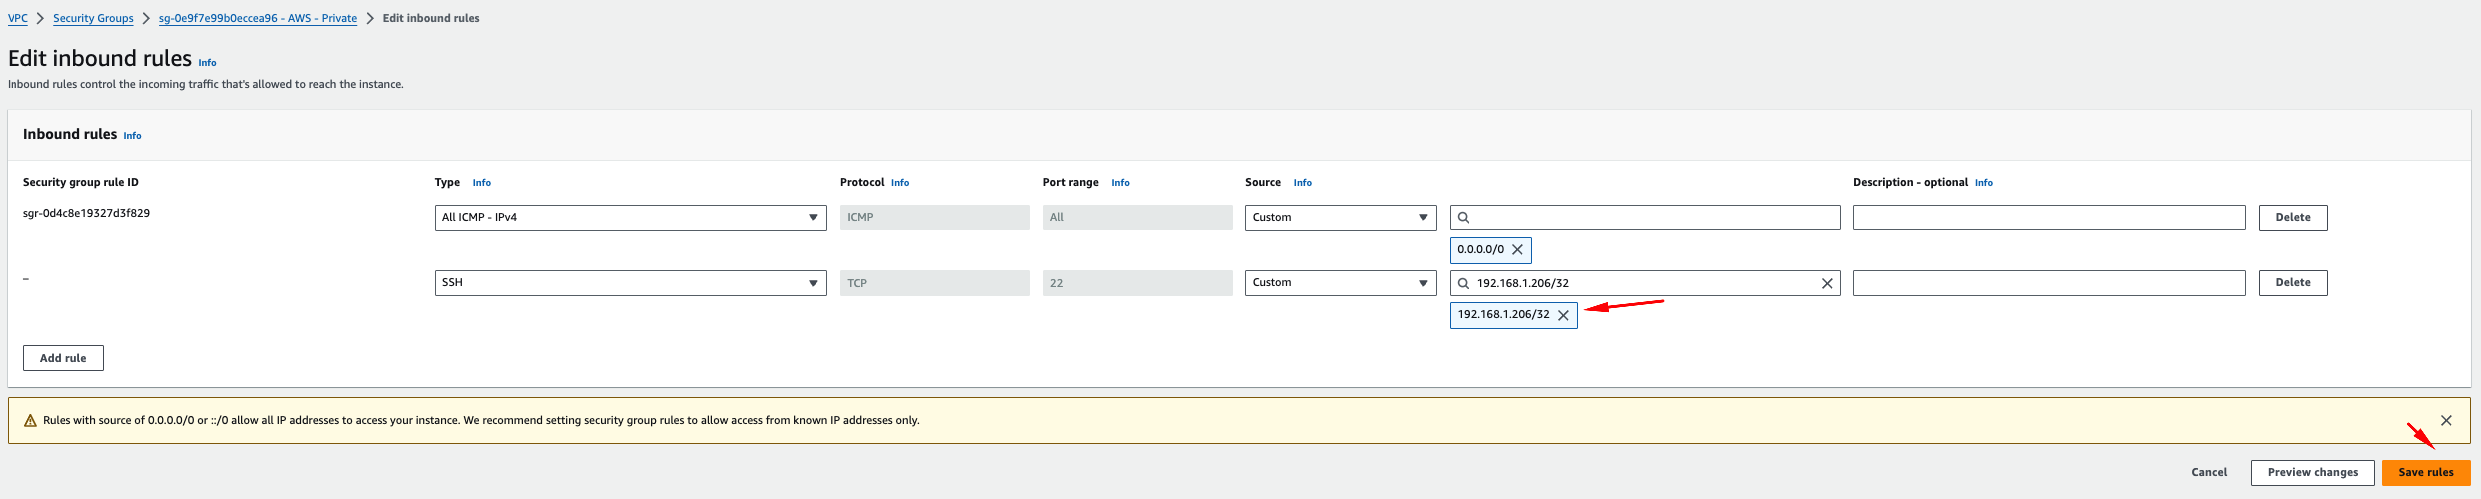 VPC > Security Groups > sg-0e9f7e99b0eccea96 - AWS - Private > Edit inbound rules
Edit inbound rules Info
Inbound rules control the incoming traffic that's allowed to reach the instance.
Inbound rules Info
Security group rule ID Type Info Protocol Info Port range Info Source Info Description - optional Info
sgr-0d4c8e19327d3f829 All ICMP - IPv4 ICMP All Custom Delete
0.0.0.0/0
– SSH TCP 22 Custom 192.168.1.206/32 Delete
192.168.1.206/32
Add rule
Rules with source of 0.0.0.0/0 or ::/0 allow all IP addresses to access your instance. We recommend setting security group rules to allow access from known IP addresses only.
Cancel Preview changes Save rules